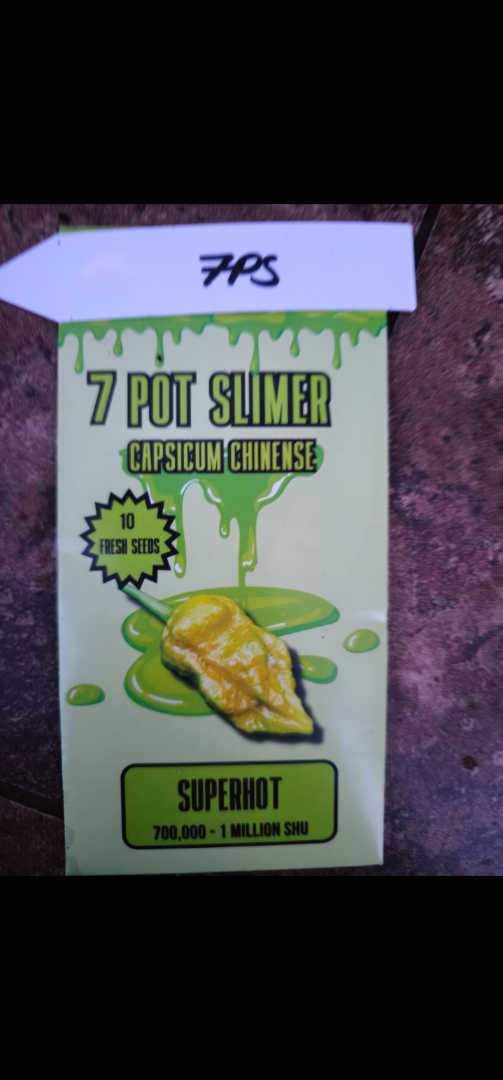 7PS
7 POT SLIMER
CAPSICUM CHINENSE
10
FRESH SEEDS
SUPERHOT
700,000 - 1 MILLION SHU